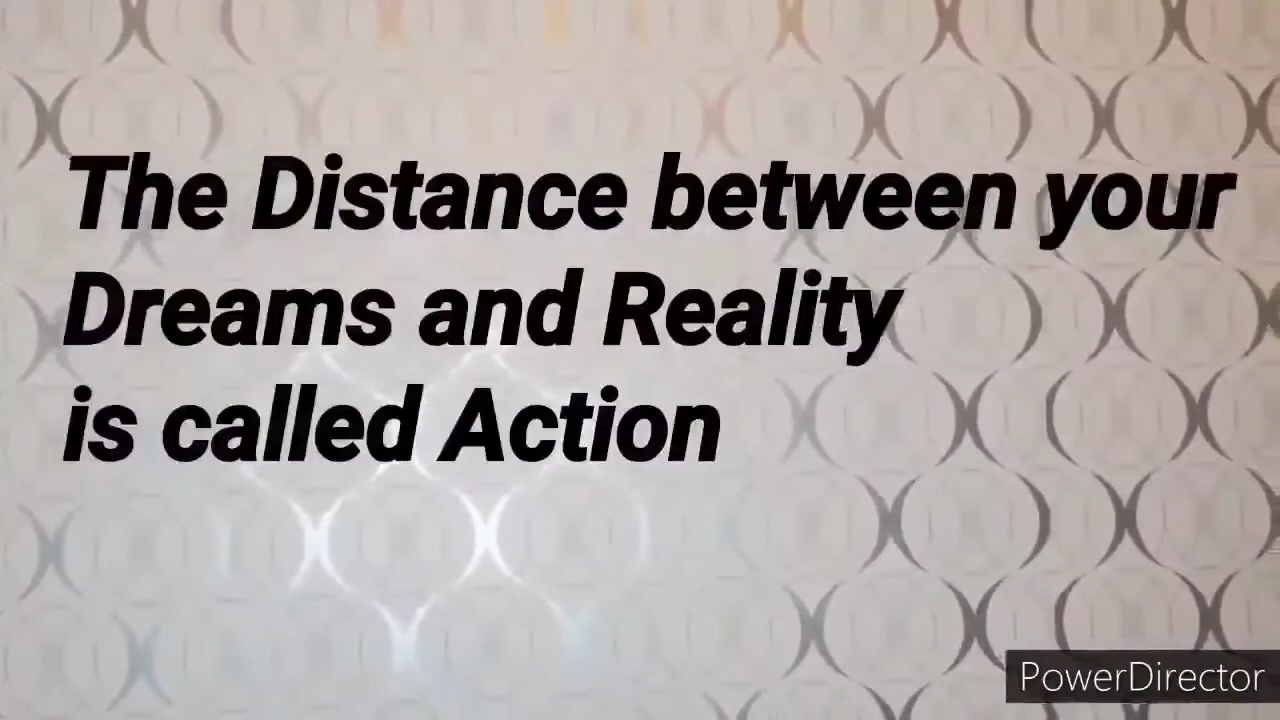 The Distance between your
Dreams and Reality
is called Action
PowerDirector